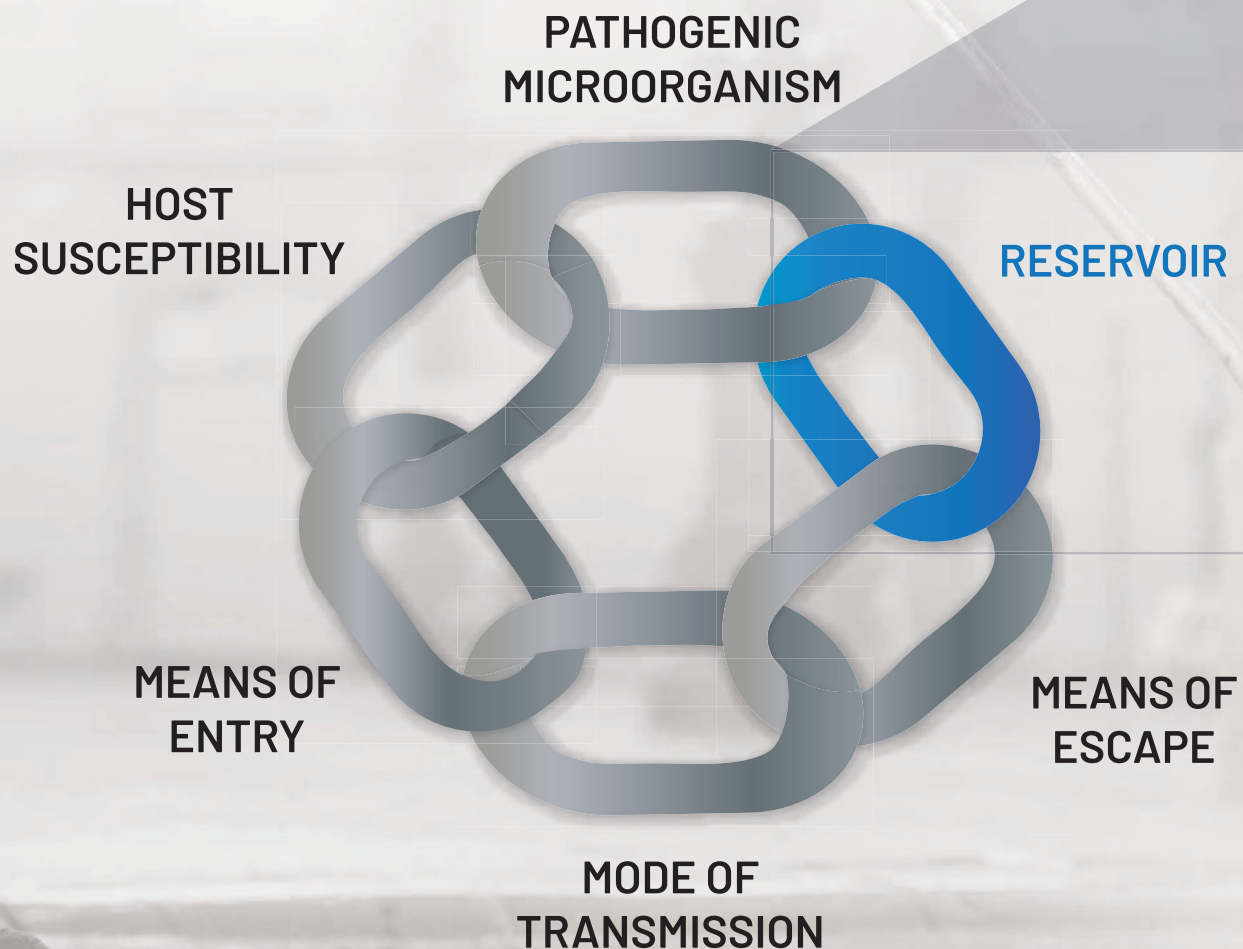 PATHOGENIC
MICROORGANISM
HOST
SUSCEPTIBILITY
RESERVOIR
MEANS OF
ENTRY
MEANS OF
ESCAPE
MODE OF
TRANSMISSION